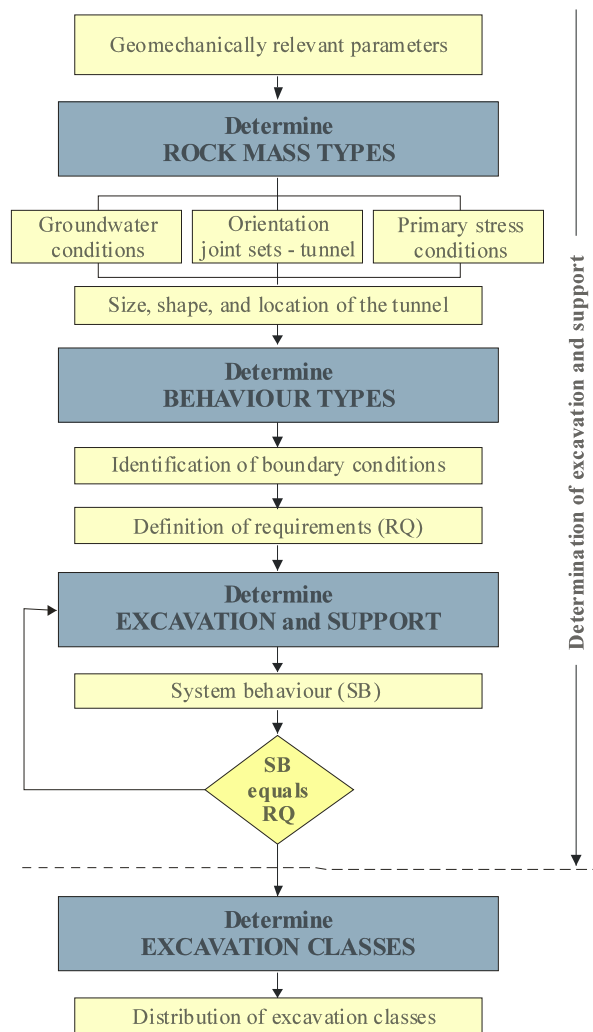 Geomechanically relevant parameters
Determine
ROCK MASS TYPES
Groundwater
conditions
Orientation
joint sets - tunnel
Primary stress
conditions
Size, shape, and location of the tunnel
Determine
BEHAVIOUR TYPES
Identification of boundary conditions
Definition of requirements (RQ)
Determine
EXCAVATION and SUPPORT
System behaviour (SB)
SB
equals
RQ
Determine
EXCAVATION CLASSES
Distribution of excavation classes
Determination of excavation and support